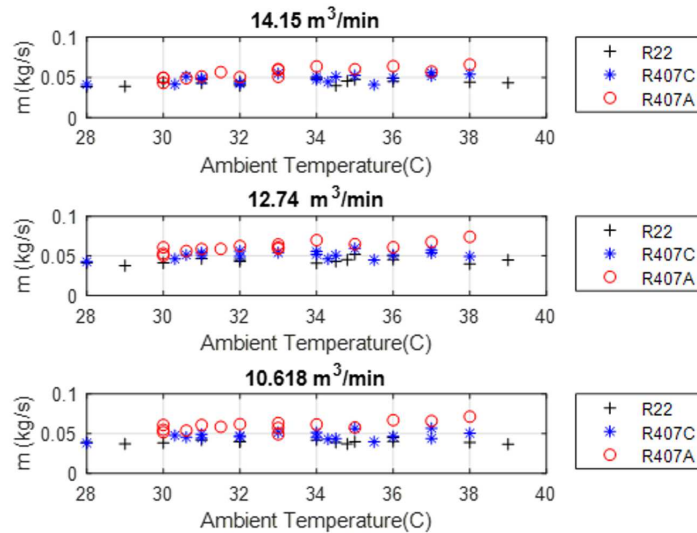 14.15 m³/min
0.1
0.05
0
m (kg/s)
28 30 32 34 36 38 40
Ambient Temperature(C)
R22
R407C
R407A
12.74 m³/min
0.1
0.05
0
m (kg/s)
28 30 32 34 36 38 40
Ambient Temperature(C)
R22
R407C
R407A
10.618 m³/min
0.1
0.05
0
m (kg/s)
28 30 32 34 36 38 40
Ambient Temperature(C)
R22
R407C
R407A